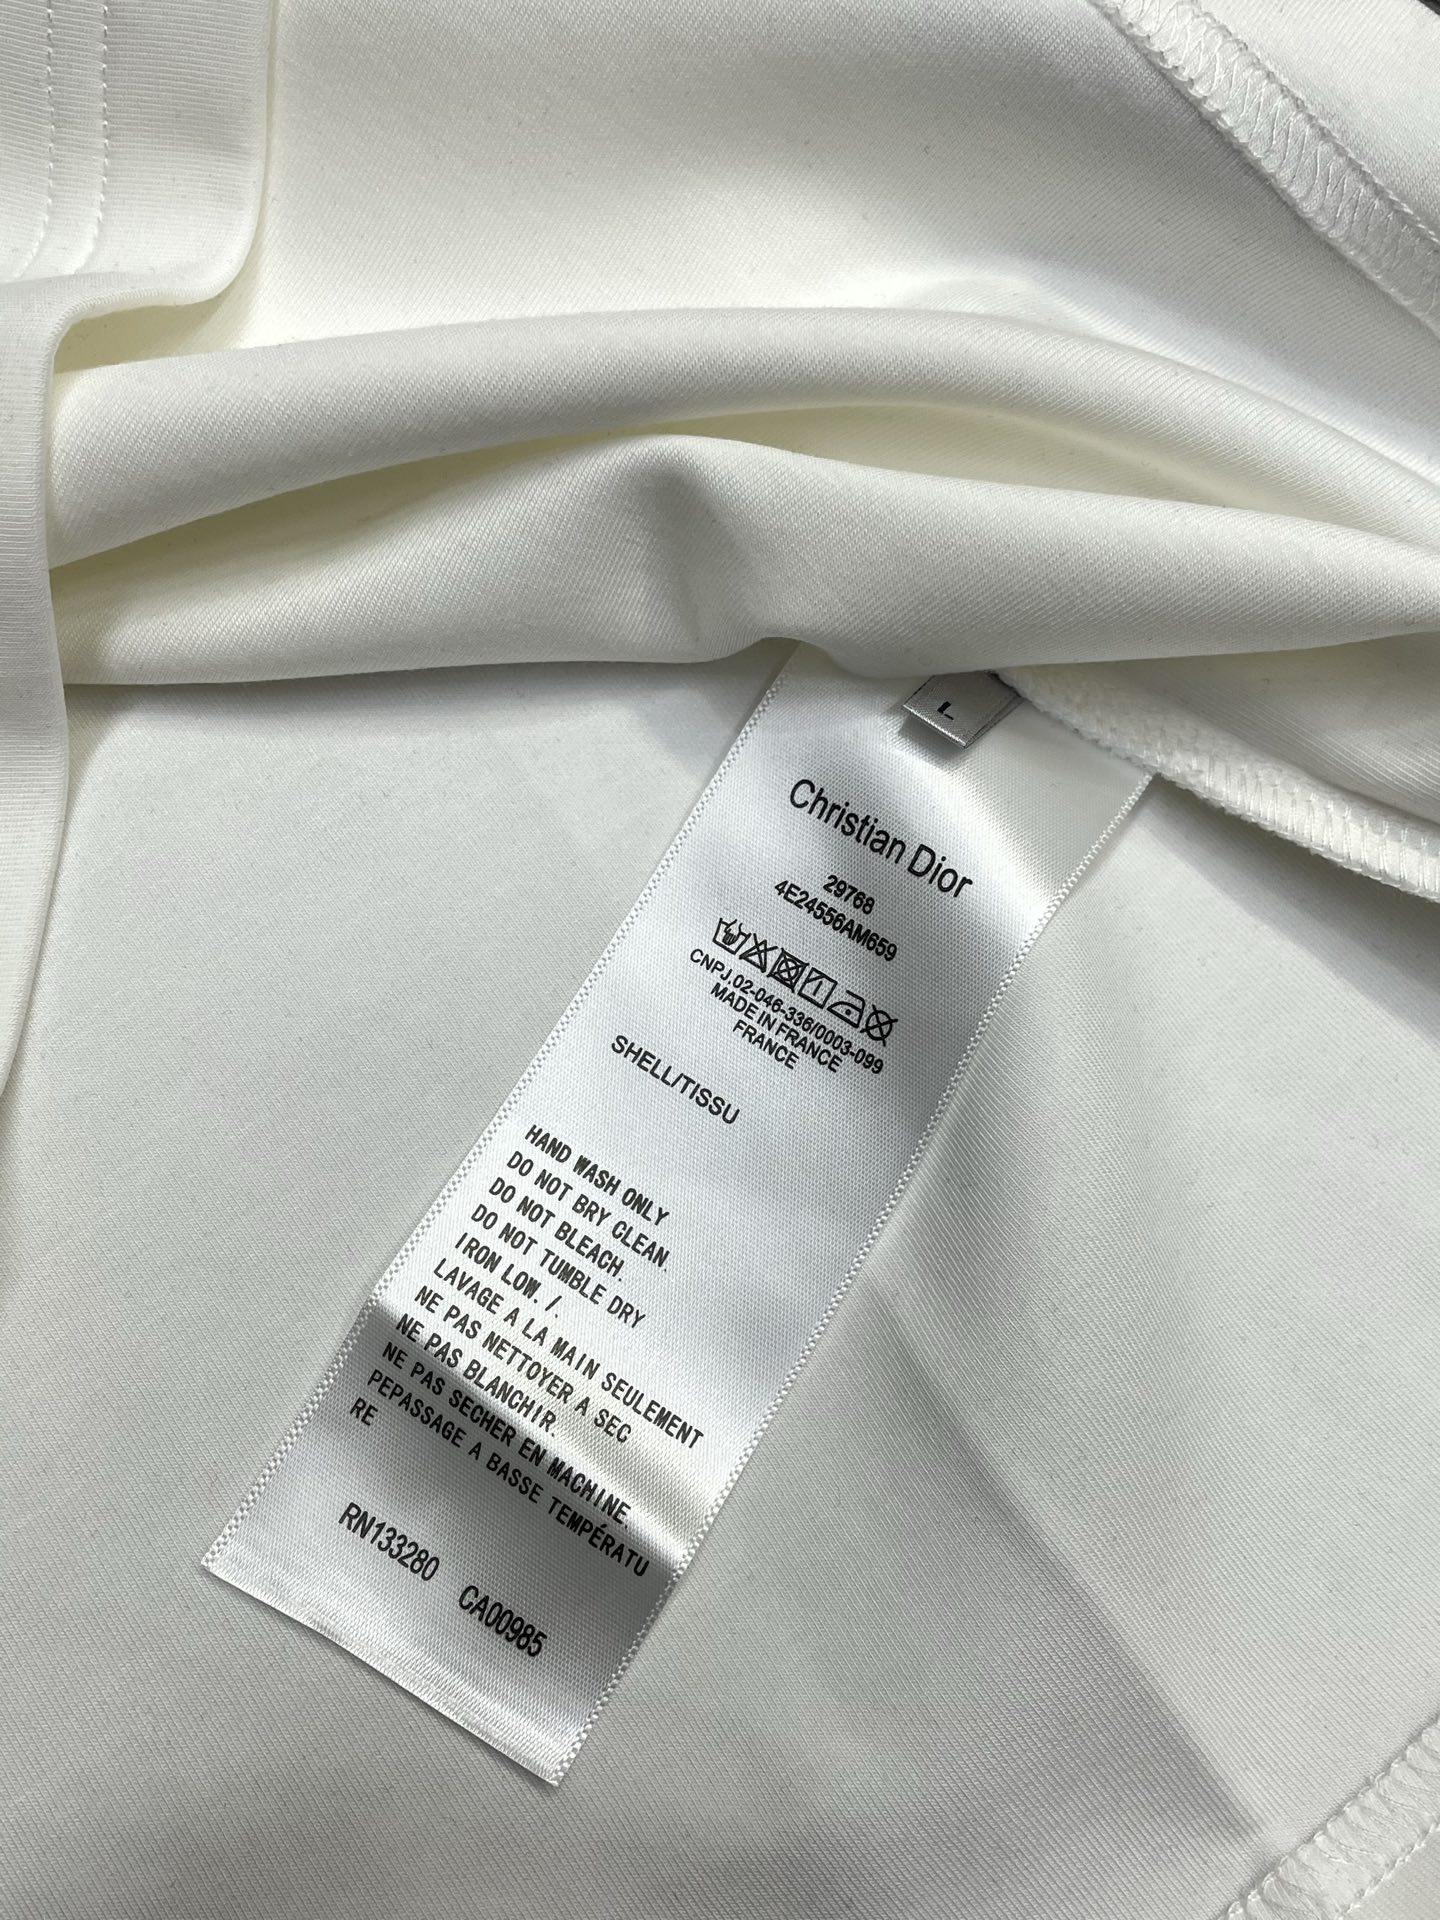 L
Christian Dior
29768
4E24556AM659
CNPJ.02-046-336/0003-099
MADE IN FRANCE
FRANCE
SHELL/TISSU
HAND WASH ONLY
DO NOT BRY CLEAN.
DO NOT BLEACH.
DO NOT TUMBLE DRY
IRON LOW. /.
LAVAGE A LA MAIN SEULEMENT
NE PAS NETTOYER A SEC
NE PAS BLANCHIR.
NE PAS SECHER EN MACHINE.
PEPASSAGE A BASSE TEMPÉRATU
RE
RN133280 CA00985